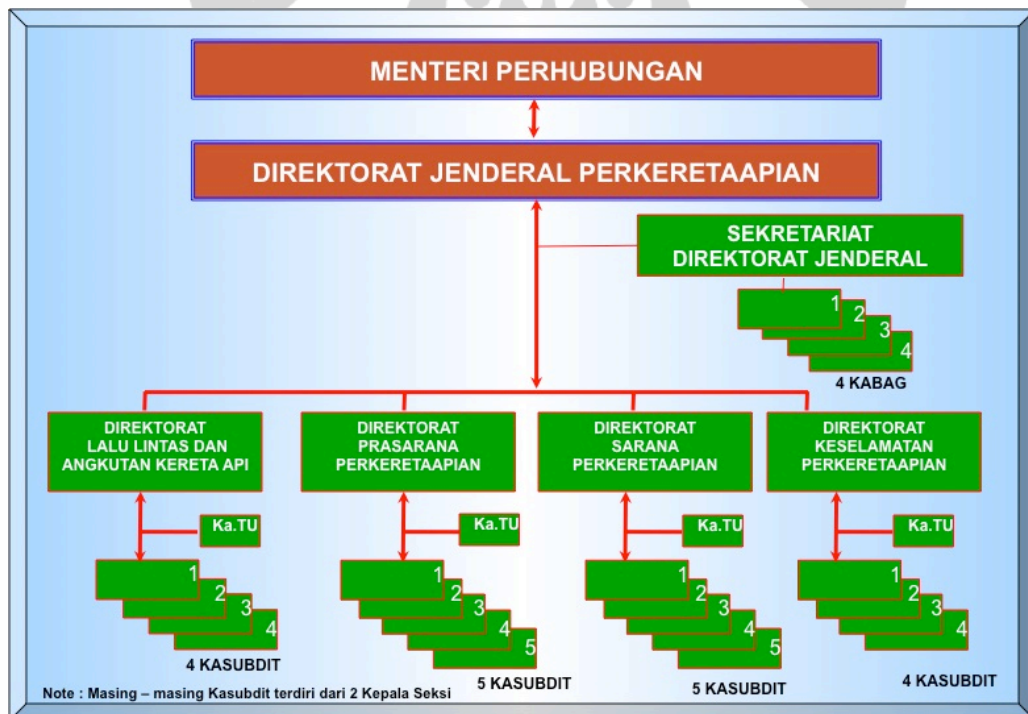 MENTERI PERHUBUNGAN
DIREKTORAT JENDERAL PERKERETAAPIAN
SEKRETARIAT
DIREKTORAT JENDERAL
1
2
3
4
4 KABAG
DIREKTORAT
LALU LINTAS DAN
ANGKUTAN KERETA API
DIREKTORAT
PRASARANA
PERKERETAAPIAN
DIREKTORAT
SARANA
PERKERETAAPIAN
DIREKTORAT
KESELAMATAN
PERKERETAAPIAN
Ka.TU
Ka.TU
Ka.TU
Ka.TU
1
2
3
4
4 KASUBDIT
1
2
3
4
5
5 KASUBDIT
1
2
3
4
5
5 KASUBDIT
1
2
3
4
4 KASUBDIT
Note : Masing – masing Kasubdit terdiri dari 2 Kepala Seksi